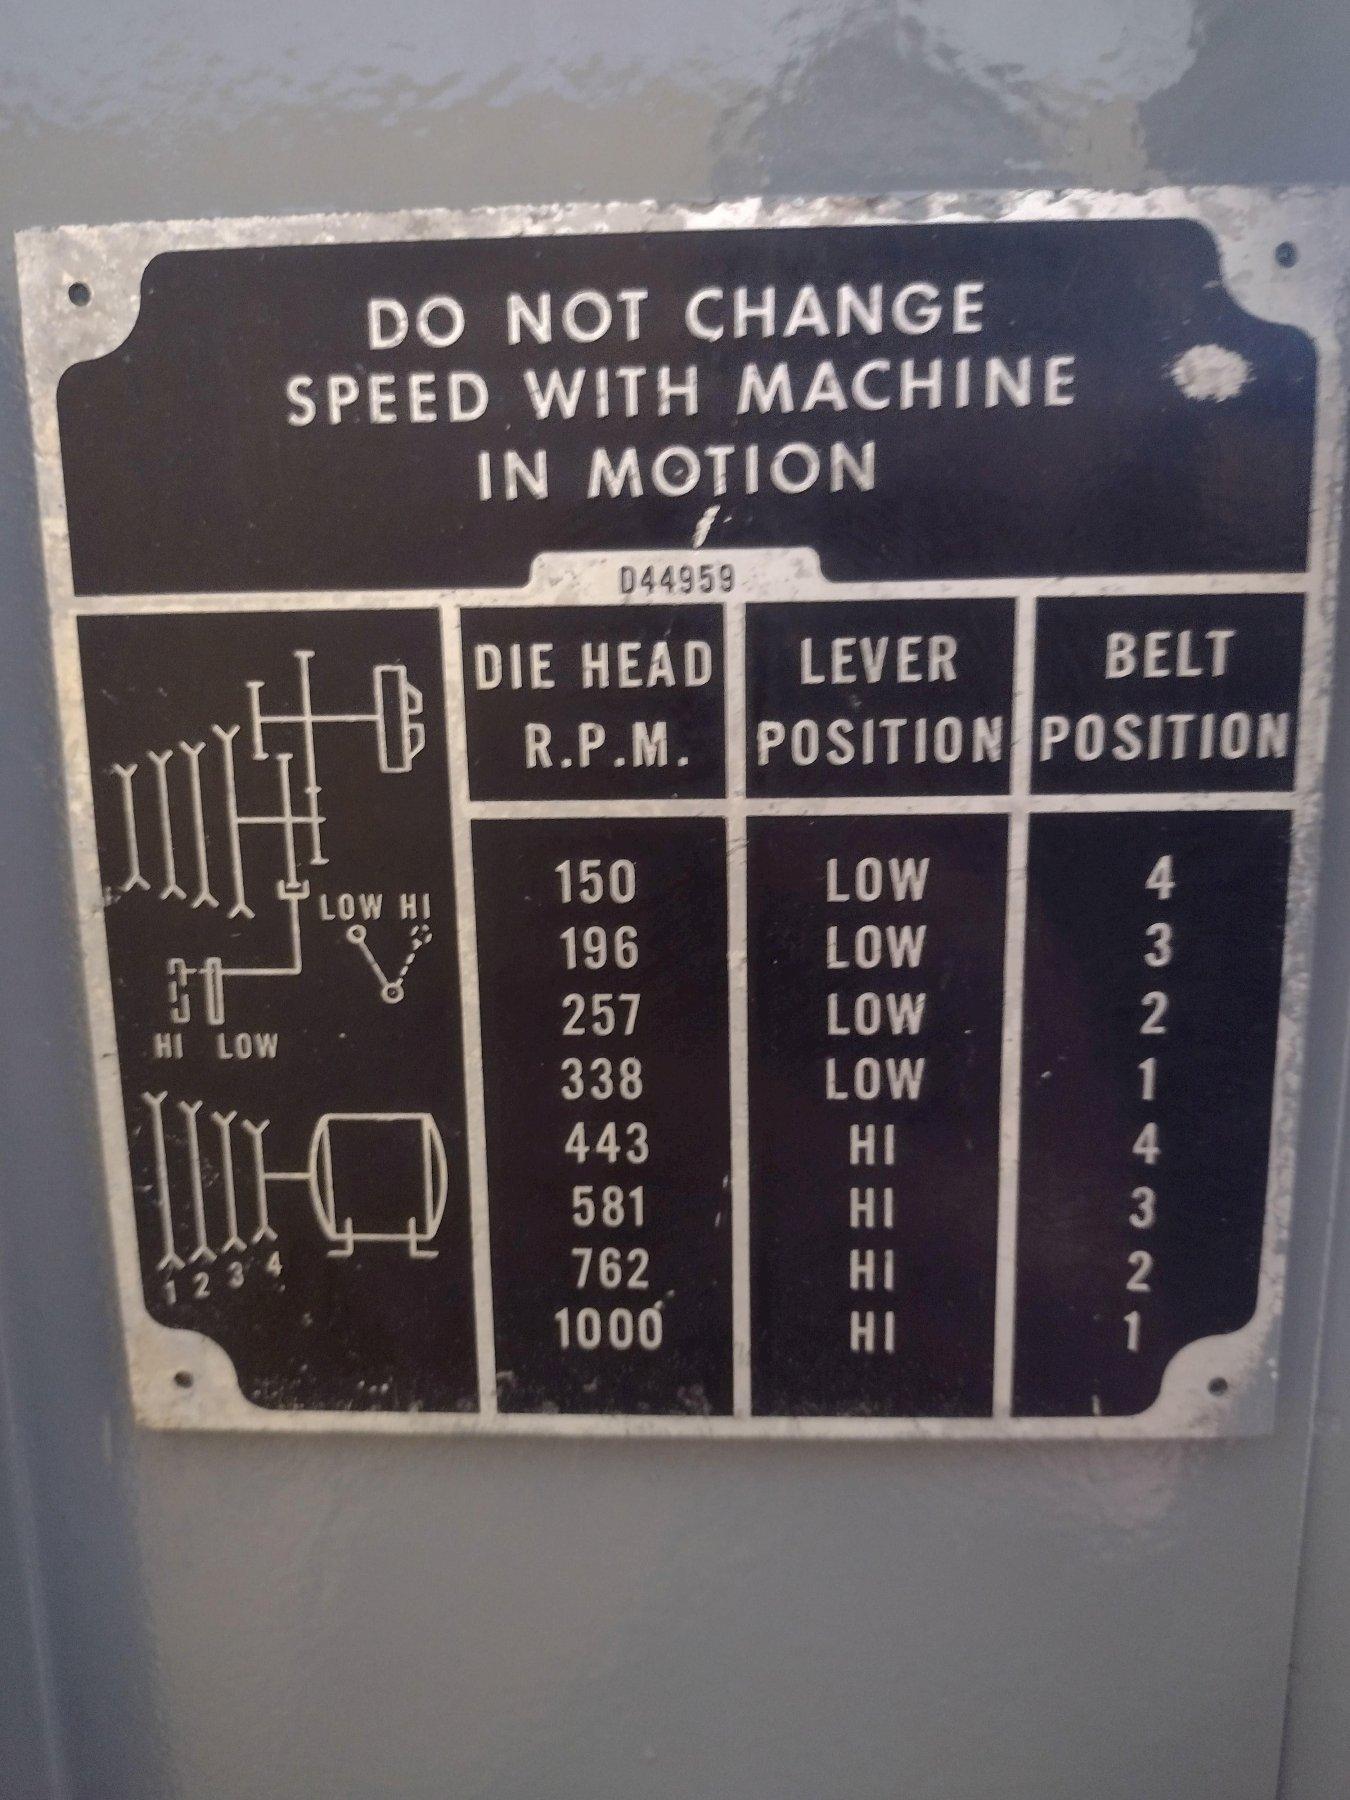 DO NOT CHANGE
SPEED WITH MACHINE
IN MOTION
D44959
DIE HEAD R.P.M. LEVER POSITION BELT POSITION
150 LOW 4
196 LOW 3
257 LOW 2
338 LOW 1
443 HI 4
581 HI 3
762 HI 2
1000 HI 1
LOW HI
HI LOW
1 2 3 4